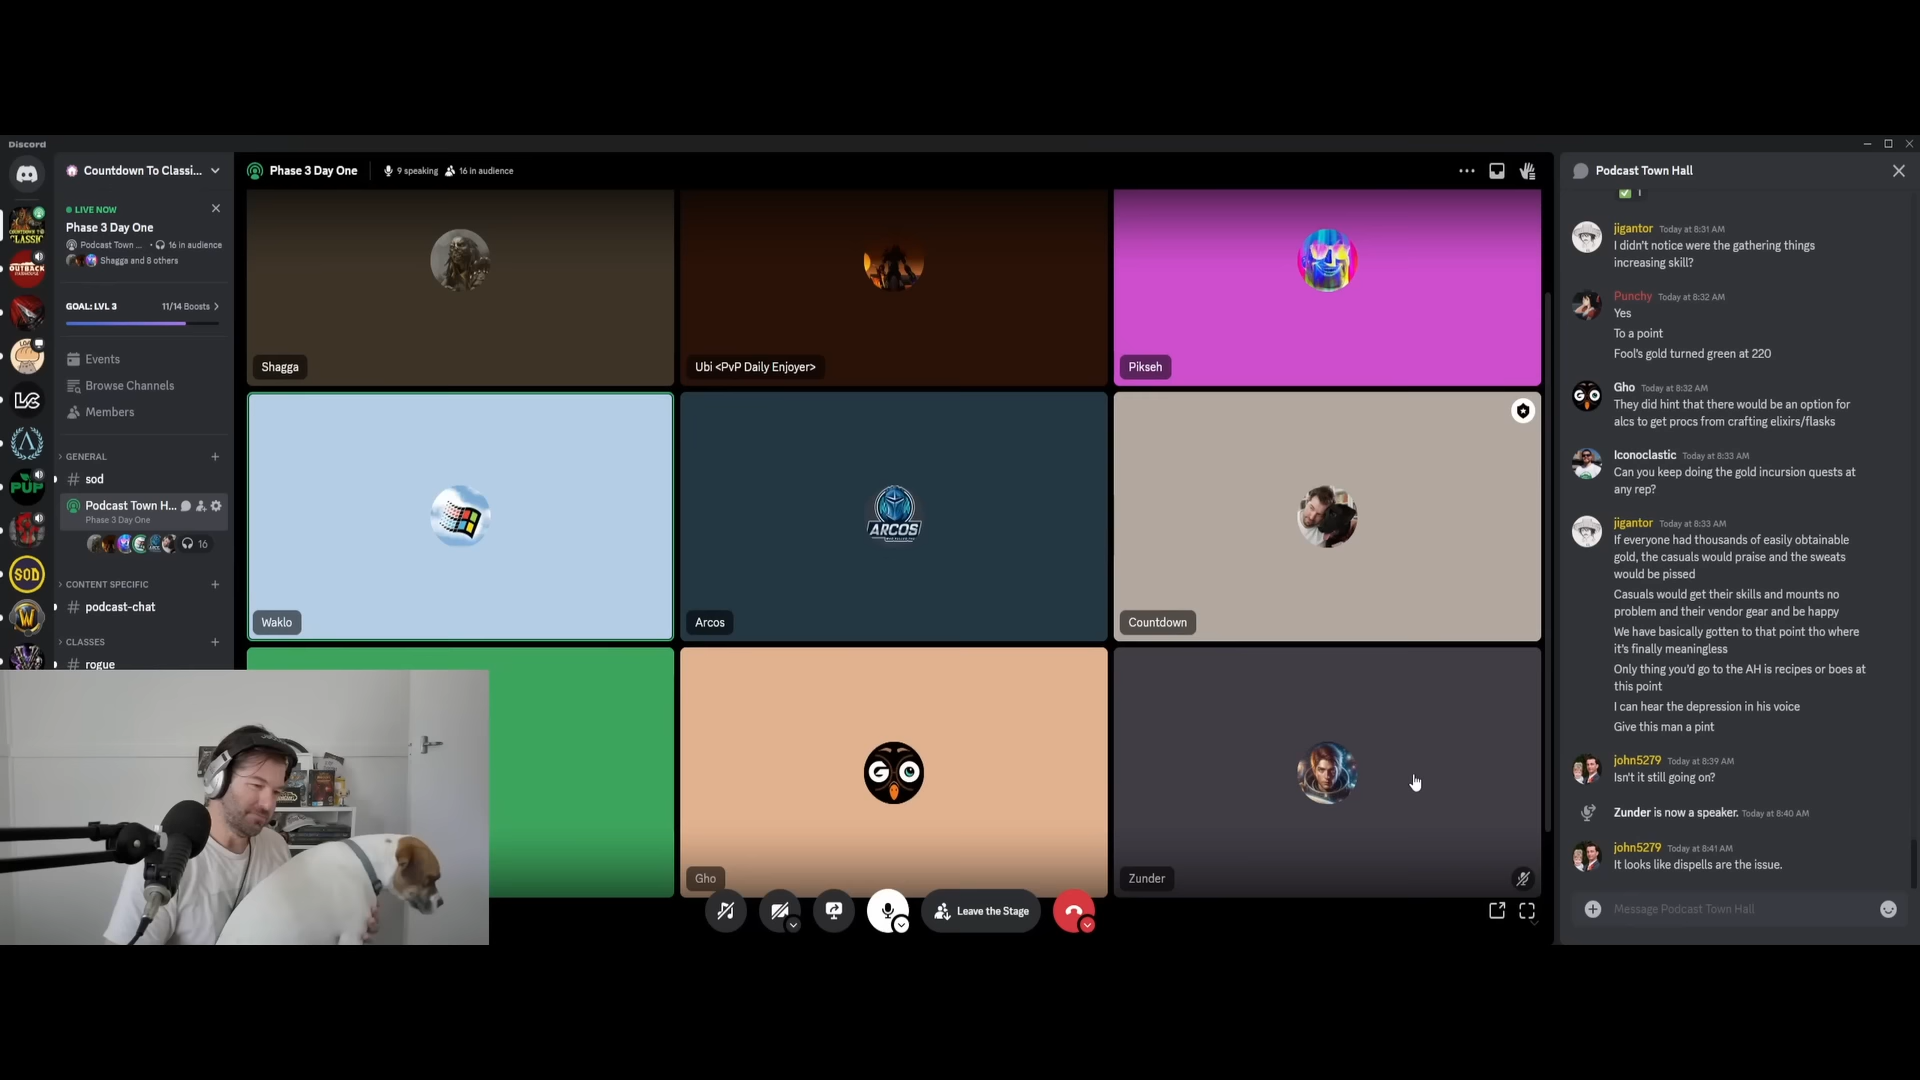 Discord
Countdown To Classi...
LIVE NOW
Phase 3 Day One
Podcast Town ... • 16 in audience
Shagga and 8 others
GOAL: LVL 3 11/14 Boosts
Events
Browse Channels
Members
GENERAL
sod
Podcast Town H...
Phase 3 Day One
16
CONTENT SPECIFIC
podcast-chat
CLASSES
rogue
COUNTDOWN TO
CLASSIC
OUTBACK
PUP
SOD
Phase 3 Day One 9 speaking 16 in audience
Shagga
Ubi <PvP Daily Enjoyer>
Pikseh
Waklo
ARCOS
Arcos
Countdown
GO
Gho
Zunder
Leave the Stage
Podcast Town Hall
1
jigantor Today at 8:31 AM
I didn't notice were the gathering things
increasing skill?
Punchy Today at 8:32 AM
Yes
To a point
Fool's gold turned green at 220
Gho Today at 8:32 AM
They did hint that there would be an option for
alcs to get procs from crafting elixirs/flasks
Iconoclastic Today at 8:33 AM
Can you keep doing the gold incursion quests at
any rep?
jigantor Today at 8:33 AM
If everyone had thousands of easily obtainable
gold, the casuals would praise and the sweats
would be pissed
Casuals would get their skills and mounts no
problem and their vendor gear and be happy
We have basically gotten to that point tho where
it's finally meaningless
Only thing you'd go to the AH is recipes or boes at
this point
I can hear the depression in his voice
Give this man a pint
john5279 Today at 8:39 AM
Isn't it still going on?
Zunder is now a speaker. Today at 8:40 AM
john5279 Today at 8:41 AM
It looks like dispells are the issue.
Message Podcast Town Hall